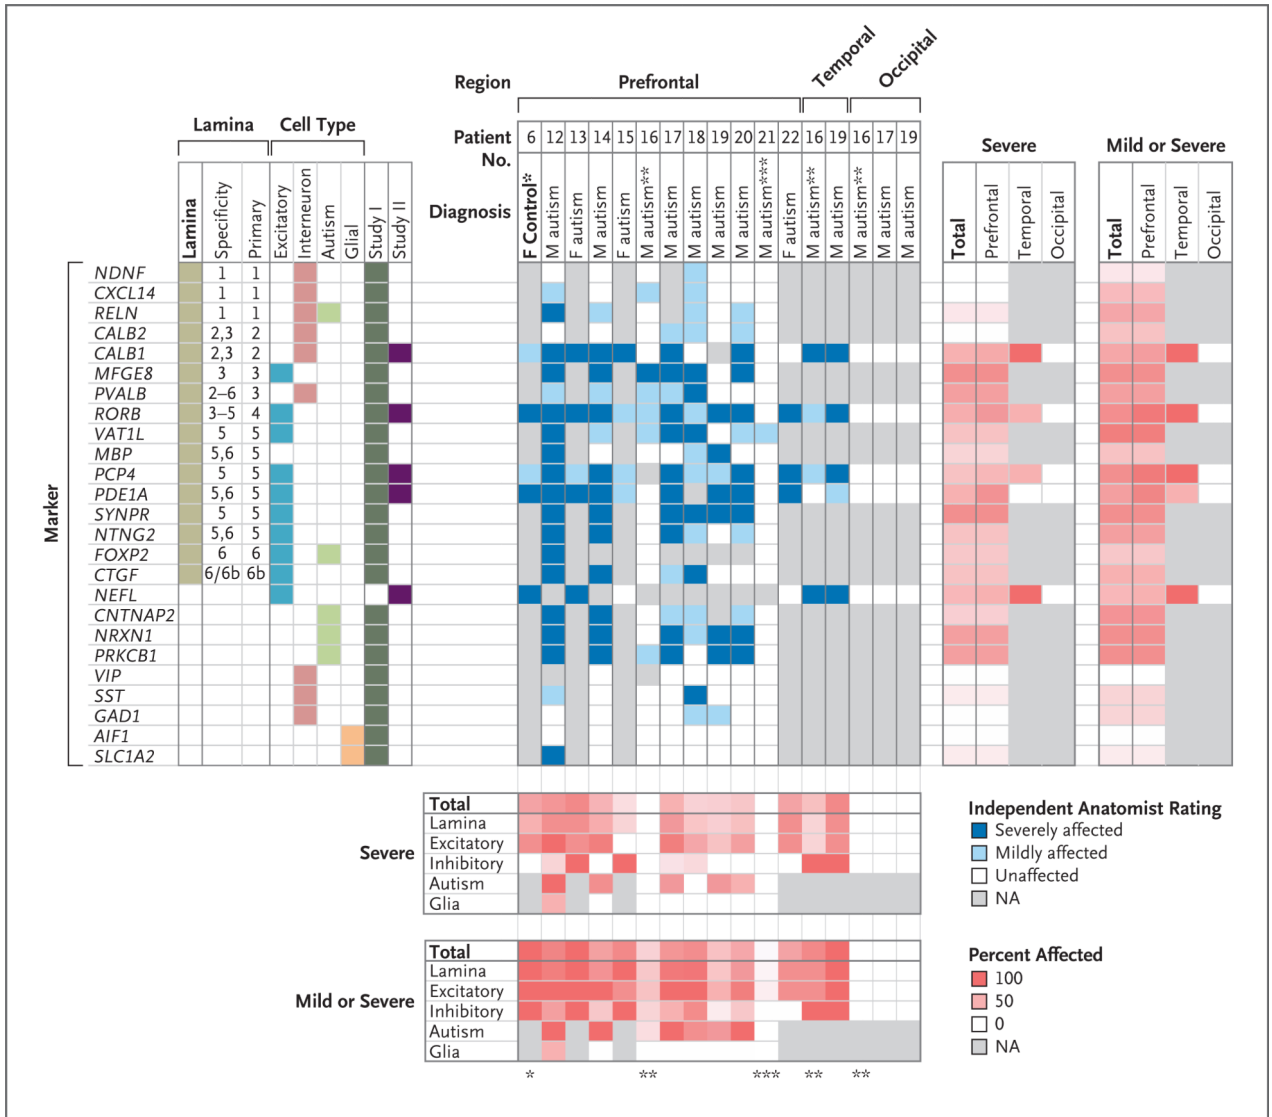 Region Prefrontal Temporal Occipital
Lamina Cell Type
Patient No. 6 12 13 14 15 16 17 18 19 20 21 22 16 19 16 17 19
Severe Mild or Severe
Diagnosis F Control* M autism F autism M autism F autism M autism** M autism M autism M autism M autism M autism*** F autism M autism** M autism M autism** M autism M autism
Lamina Specificity Primary Excitatory Interneuron Autism Glial Study I Study II
Total Prefrontal Temporal Occipital Total Prefrontal Temporal Occipital
Marker
NDNF 1 1
CXCL14 1 1
RELN 1 1
CALB2 2,3 2
CALB1 2,3 2
MFGE8 3 3
PVALB 2–6 3
RORB 3–5 4
VAT1L 5 5
MBP 5,6 5
PCP4 5 5
PDE1A 5,6 5
SYNPR 5 5
NTNG2 5,6 5
FOXP2 6 6
CTGF 6/6b 6b
NEFL
CNTNAP2
NRXN1
PRKCB1
VIP
SST
GAD1
AIF1
SLC1A2
Severe
Total
Lamina
Excitatory
Inhibitory
Autism
Glia
Mild or Severe
Total
Lamina
Excitatory
Inhibitory
Autism
Glia
* ** *** ** **
Independent Anatomist Rating
Severely affected
Mildly affected
Unaffected
NA
Percent Affected
100
50
0
NA